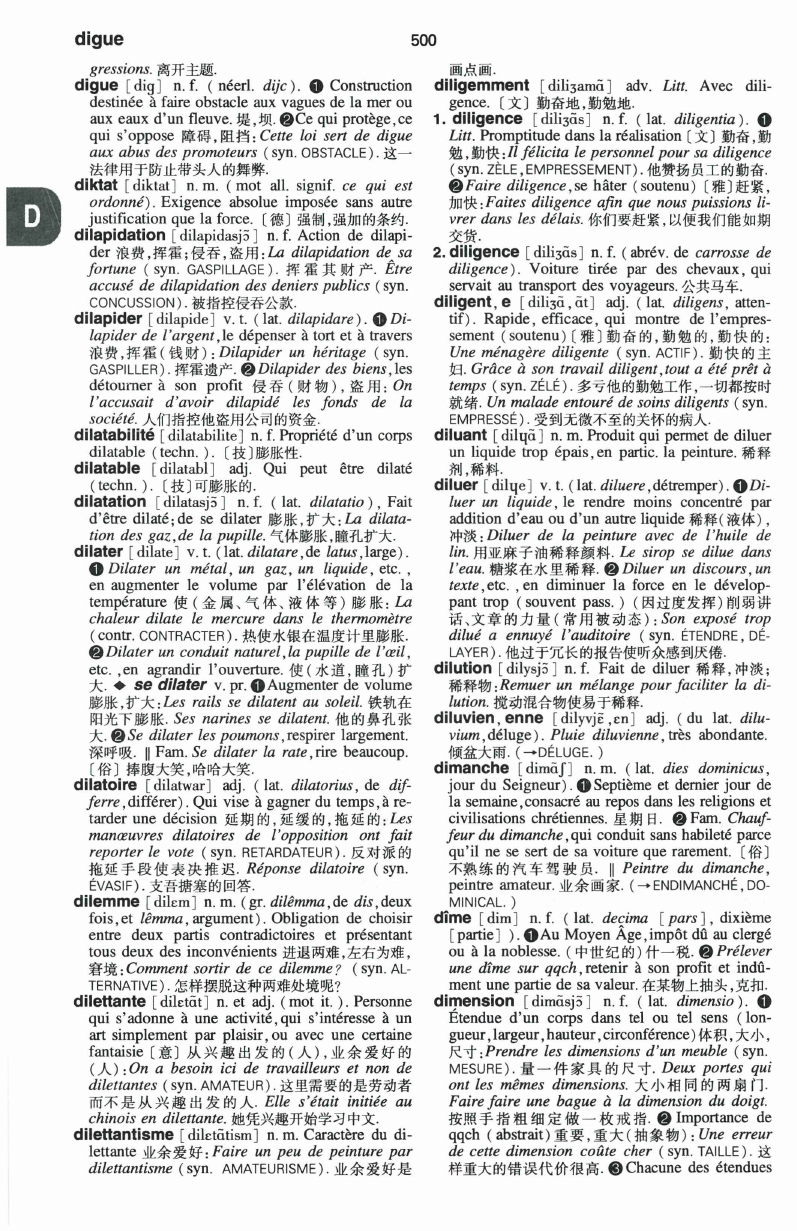 digue
500
gressions. 离开主题.
digue [dig] n. f. ( néerl. dijc). ❶ Construction
destinée à faire obstacle aux vagues de la mer ou
aux eaux d'un fleuve. 堤,坝. ❷Ce qui protège,ce
qui s'oppose 障碍,阻挡:Cette loi sert de digue
aux abus des promoteurs (syn. OBSTACLE). 这一
法律用于防止带头人的舞弊.
diktat [diktat] n. m. ( mot all. signif. ce qui est
ordonné). Exigence absolue imposée sans autre
justification que la force. 〔德〕强制,强加的条约.
D
dilapidation [dilapidasjɔ̃] n. f. Action de dilapi-
der 浪费,挥霍;侵吞,盗用:La dilapidation de sa
fortune ( syn. GASPILLAGE). 挥霍其财产. Être
accusé de dilapidation des deniers publics (syn.
CONCUSSION). 被指控侵吞公款.
dilapider [dilapide] v. t. (lat. dilapidare). ❶Di-
lapider de l'argent,le dépenser à tort et à travers
浪费,挥霍(钱财): Dilapider un héritage (syn.
GASPILLER). 挥霍遗产. ❷Dilapider des biens,les
détourner à son profit 侵吞(财物),盗用: On
l'accusait d'avoir dilapidé les fonds de la
société. 人们指控他盗用公司的资金.
dilatabilité [dilatabilite] n. f. Propriété d'un corps
dilatable (techn. ). 〔技〕膨胀性.
dilatable [dilatabl] adj. Qui peut être dilaté
(techn. ). 〔技〕可膨胀的.
dilatation [dilatasjɔ̃] n. f. ( lat. dilatatio), Fait
d'être dilaté;de se dilater 膨胀,扩大:La dilata-
tion des gaz,de la pupille. 气体膨胀,瞳孔扩大.
dilater [dilate] v. t. (lat. dilatare,de latus,large).
❶ Dilater un métal, un gaz, un liquide, etc. ,
en augmenter le volume par l'élévation de la
température 使(金属、气体、液体等)膨胀: La
chaleur dilate le mercure dans le thermomètre
(contr. CONTRACTER). 热使水银在温度计里膨胀.
❷Dilater un conduit naturel,la pupille de l'œil,
etc. ,en agrandir l'ouverture. 使(水道,瞳孔)扩
大. ◆ se dilater v. pr. ❶Augmenter de volume
膨胀,扩大:Les rails se dilatent au soleil. 铁轨在
阳光下膨胀. Ses narines se dilatent. 他的鼻孔张
大. ❷Se dilater les poumons,respirer largement.
深呼吸. ‖ Fam. Se dilater la rate,rire beaucoup.
〔俗〕捧腹大笑,哈哈大笑.
dilatoire [dilatwar] adj. ( lat. dilatorius, de dif-
ferre,différer). Qui vise à gagner du temps,à re-
tarder une décision 延期的,延缓的,拖延的:Les
manœuvres dilatoires de l'opposition ont fait
reporter le vote ( syn. RETARDATEUR). 反对派的
拖延手段使表决推迟. Réponse dilatoire ( syn.
ÉVASIF). 支吾搪塞的回答.
dilemme [dilɛm] n. m. (gr. dilêmma,de dis,deux
fois,et lêmma, argument). Obligation de choisir
entre deux partis contradictoires et présentant
tous deux des inconvénients 进退两难,左右为难,
窘境:Comment sortir de ce dilemme? (syn. AL-
TERNATIVE). 怎样摆脱这种两难处境呢?
dilettante [diletɑ̃t] n. et adj. (mot it. ). Personne
qui s'adonne à une activité,qui s'intéresse à un
art simplement par plaisir,ou avec une certaine
fantaisie [意] 从兴趣出发的(人),业余爱好的
(人):On a besoin ici de travailleurs et non de
dilettantes (syn. AMATEUR). 这里需要的是劳动者
而不是从兴趣出发的人. Elle s'était initiée au
chinois en dilettante. 她凭兴趣开始学习中文.
dilettantisme [diletɑ̃tism] n. m. Caractère du di-
lettante 业余爱好:Faire un peu de peinture par
dilettantisme (syn. AMATEURISME). 业余爱好是
画点画.
diligemment [diliʒamɑ̃] adv. Litt. Avec dili-
gence. 〔文〕勤奋地,勤勉地.
1. diligence [diliʒɑ̃s] n. f. ( lat. diligentia). ❶
Litt. Promptitude dans la réalisation [文] 勤奋,勤
勉,勤快:Il félicita le personnel pour sa diligence
(syn. ZÈLE,EMPRESSEMENT). 他赞扬员工的勤奋.
❷Faire diligence,se hâter (soutenu) [雅]赶紧,
加快:Faites diligence afin que nous puissions li-
vrer dans les délais. 你们要赶紧,以便我们能如期
交货.
2. diligence [diliʒɑ̃s] n. f. (abrév. de carrosse de
diligence). Voiture tirée par des chevaux, qui
servait au transport des voyageurs. 公共马车.
diligent, e [diliʒɑ̃, ɑ̃t] adj. ( lat. diligens, atten-
tif). Rapide, efficace, qui montre de l'empres-
sement (soutenu) [雅] 勤奋的,勤勉的,勤快的:
Une ménagère diligente (syn. ACTIF). 勤快的主
妇. Grâce à son travail diligent,tout a été prêt à
temps (syn. ZÉLÉ). 多亏他的勤勉工作,一切都按时
就绪. Un malade entouré de soins diligents (syn.
EMPRESSÉ). 受到无微不至的关怀的病人.
diluant [dilɥɑ̃] n. m. Produit qui permet de diluer
un liquide trop épais,en partic. la peinture. 稀释
剂,稀料.
diluer [dilɥe] v. t. (lat. diluere,détremper). ❶Di-
luer un liquide, le rendre moins concentré par
addition d'eau ou d'un autre liquide 稀释(液体),
冲淡:Diluer de la peinture avec de l'huile de
lin. 用亚麻子油稀释颜料. Le sirop se dilue dans
l'eau. 糖浆在水里稀释. ❷Diluer un discours,un
texte,etc. ,en diminuer la force en le dévelop-
pant trop (souvent pass. ) (因过度发挥)削弱讲
话、文章的力量(常用被动态):Son exposé trop
dilué a ennuyé l'auditoire ( syn. ÉTENDRE, DÉ-
LAYER). 他过于冗长的报告使听众感到厌倦.
dilution [dilysjɔ̃] n. f. Fait de diluer 稀释,冲淡;
稀释物:Remuer un mélange pour faciliter la di-
lution. 搅动混合物使易于稀释.
diluvien, enne [dilyvjɛ̃,ɛn] adj. ( du lat. dilu-
vium,déluge). Pluie diluvienne,très abondante.
倾盆大雨. (→DÉLUGE. )
dimanche [dimɑ̃ʃ] n. m. ( lat. dies dominicus,
jour du Seigneur). ❶Septième et dernier jour de
la semaine,consacré au repos dans les religions et
civilisations chrétiennes. 星期日. ❷Fam. Chauf-
feur du dimanche,qui conduit sans habileté parce
qu'il ne se sert de sa voiture que rarement. 〔俗〕
不熟练的汽车驾驶员. ‖ Peintre du dimanche,
peintre amateur. 业余画家. (→ENDIMANCHÉ, DO-
MINICAL. )
dîme [dim] n. f. ( lat. decima [pars], dixième
[partie] ). ❶Au Moyen Âge,impôt dû au clergé
ou à la noblesse. (中世纪的)什一税. ❷Prélever
une dîme sur qqch,retenir à son profit et indû-
ment une partie de sa valeur. 在某物上抽头,克扣.
dimension [dimɑ̃sjɔ̃] n. f. ( lat. dimensio). ❶
Étendue d'un corps dans tel ou tel sens ( lon-
gueur,largeur,hauteur,circonférence)体积,大小,
尺寸:Prendre les dimensions d'un meuble (syn.
MESURE). 量一件家具的尺寸. Deux portes qui
ont les mêmes dimensions. 大小相同的两扇门.
Faire faire une bague à la dimension du doigt.
按照手指粗细定做一枚戒指. ❷ Importance de
qqch (abstrait)重要,重大(抽象物): Une erreur
de cette dimension coûte cher (syn. TAILLE). 这
样重大的错误代价很高. ❸Chacune des étendues